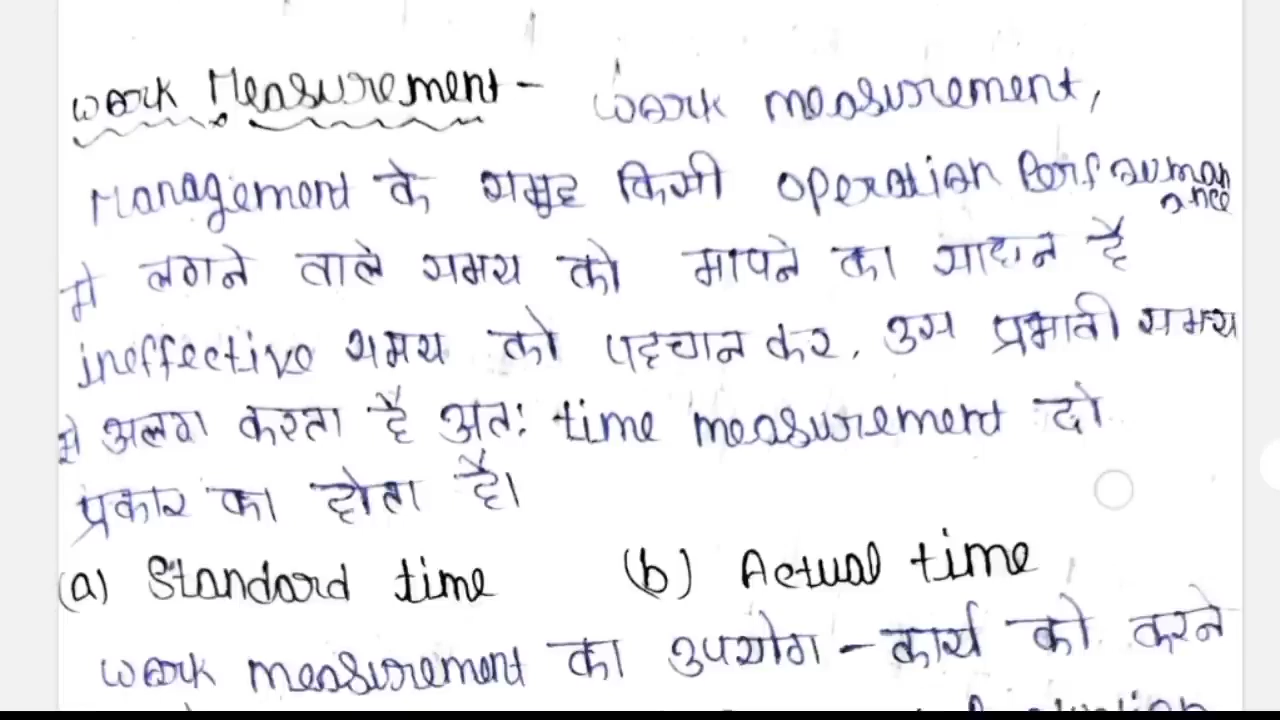 Work Measurement - Work measurement,
Management के समूह किसी operation Performance
मे लगने वाले समय को मापने का साधन है
ineffective समय को पहचान कर, उस प्रभावी समय
से अलग करता है अतः time measurement दो
प्रकार का होता है।
(a) Standard time (b) Actual time
work measurement का उपयोग - कार्य को करने